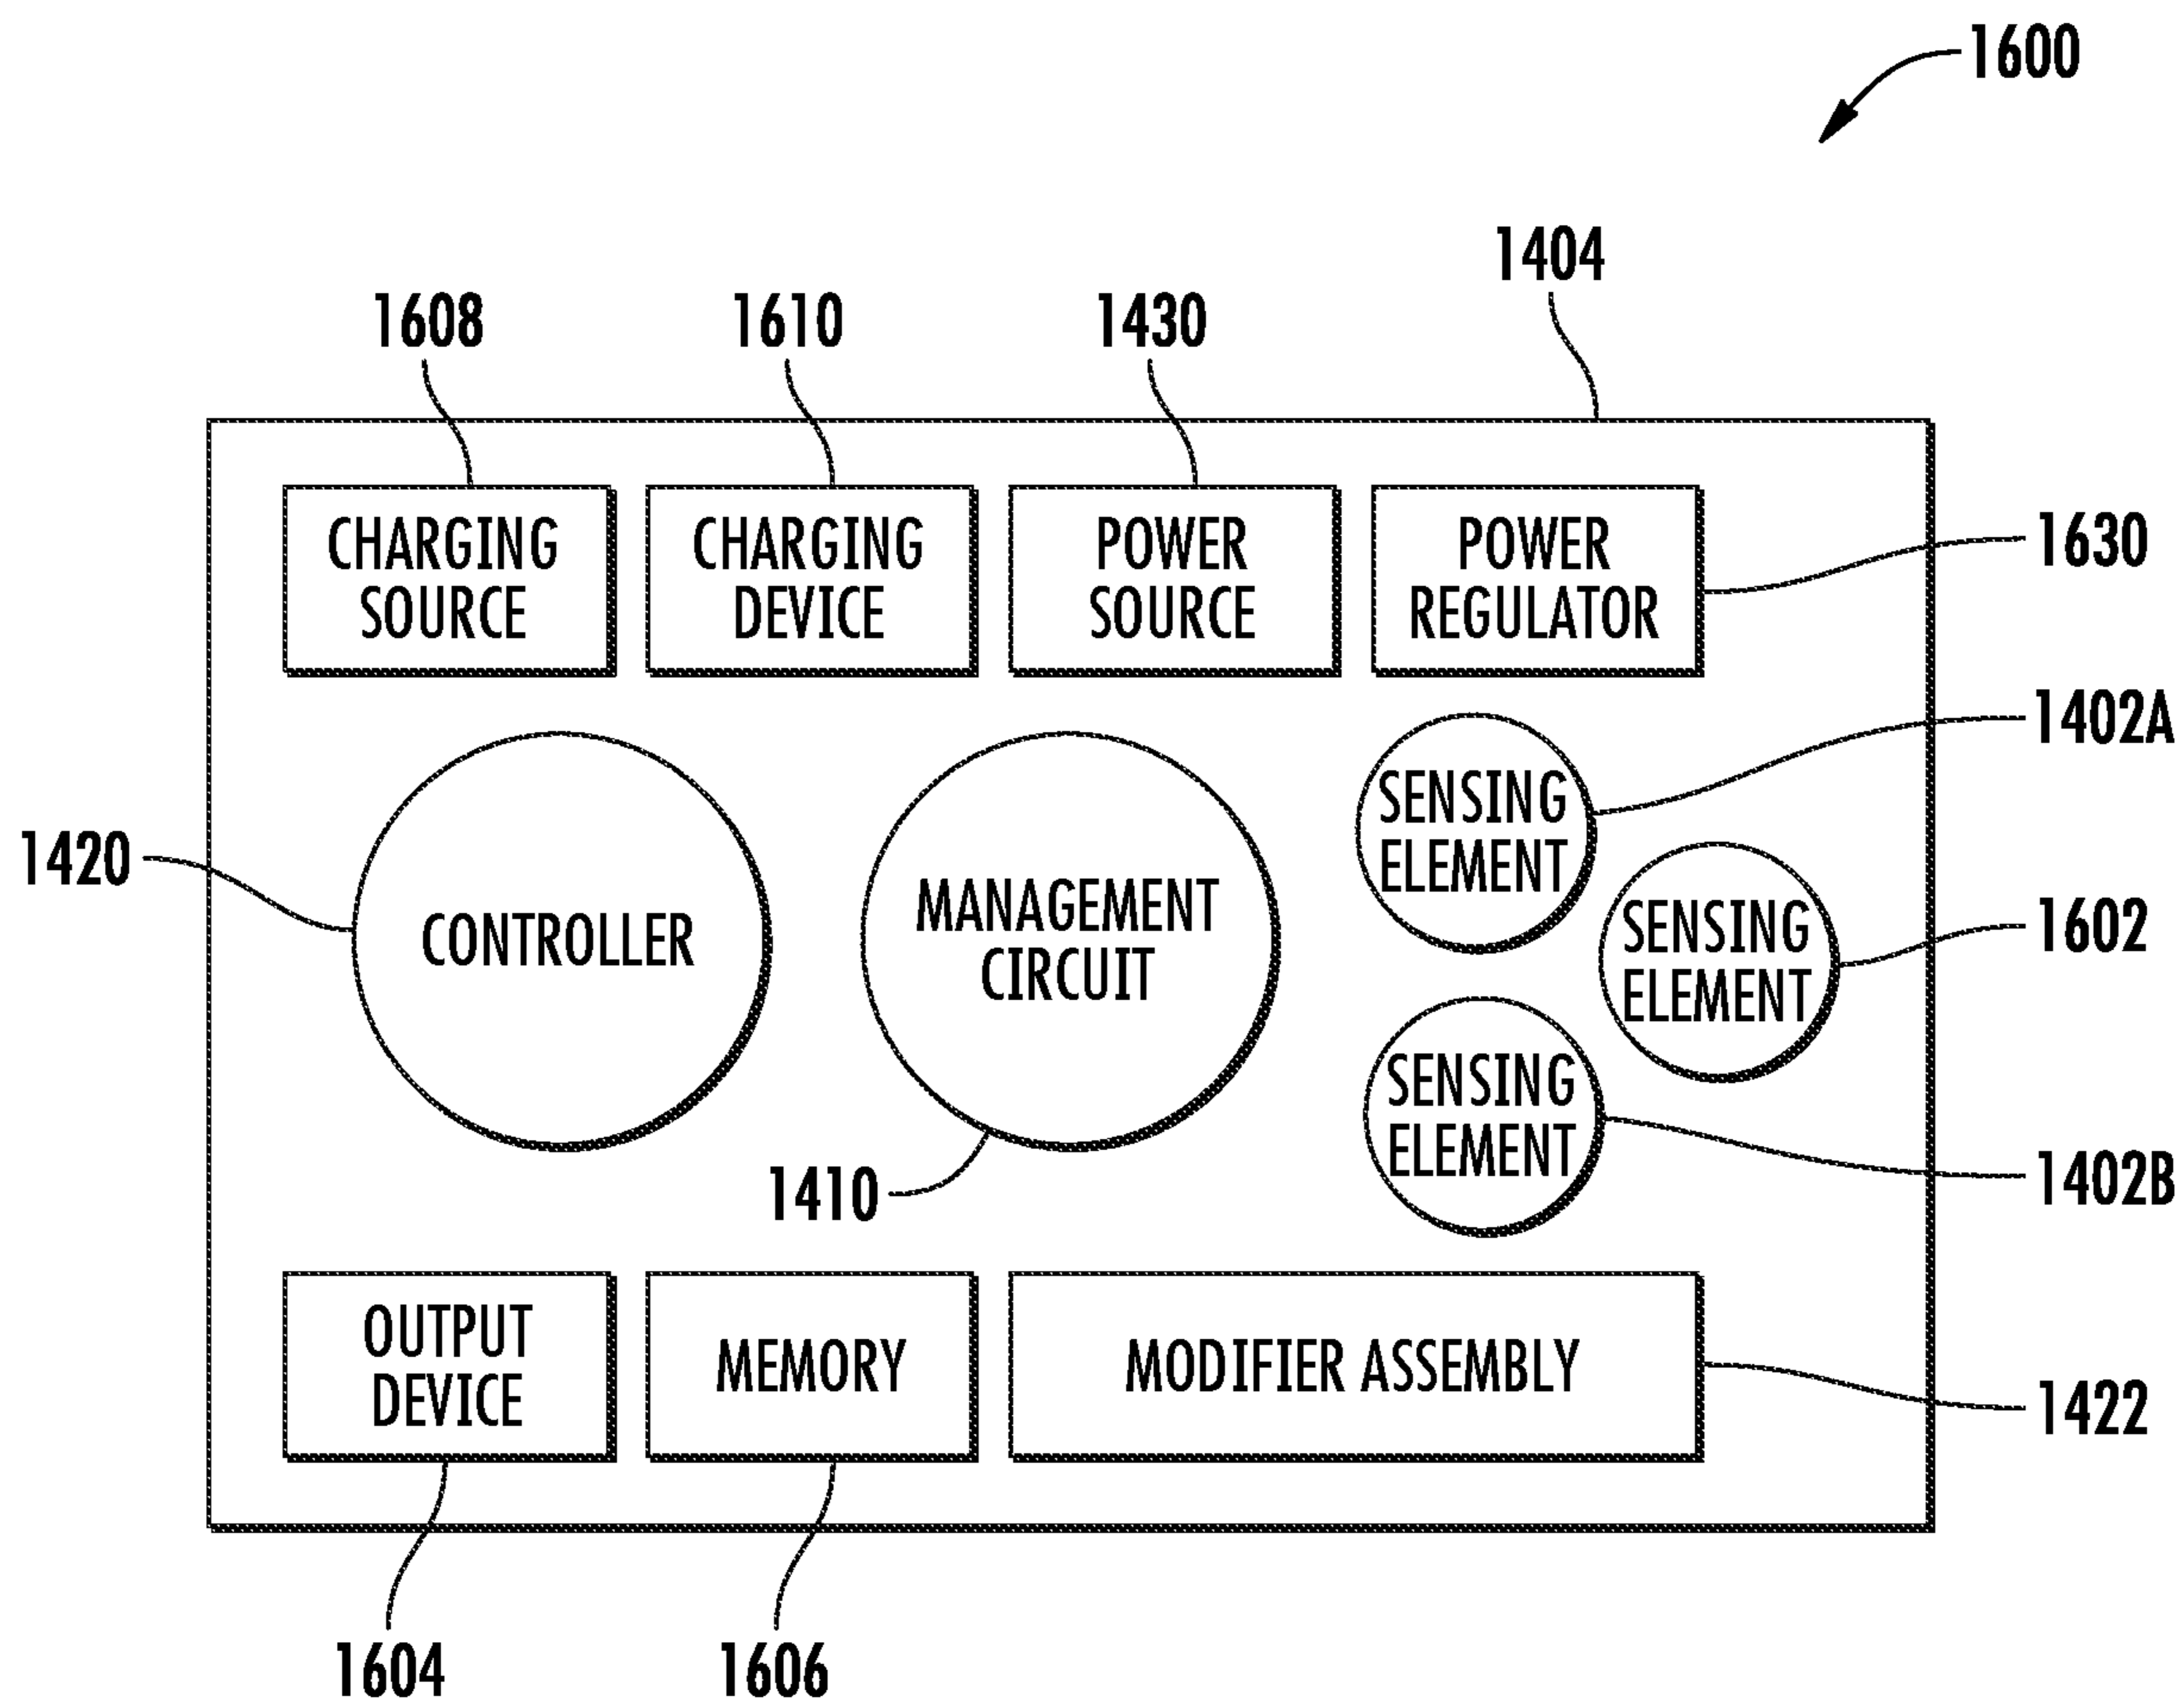 1600
1404
1608
1610
1430
CHARGING
SOURCE
CHARGING
DEVICE
POWER
SOURCE
POWER
REGULATOR
1630
1402A
SENSING
ELEMENT
1420
CONTROLLER
MANAGEMENT
CIRCUIT
SENSING
ELEMENT
1602
SENSING
ELEMENT
1402B
1410
OUTPUT
DEVICE
MEMORY
MODIFIER ASSEMBLY
1422
1604
1606